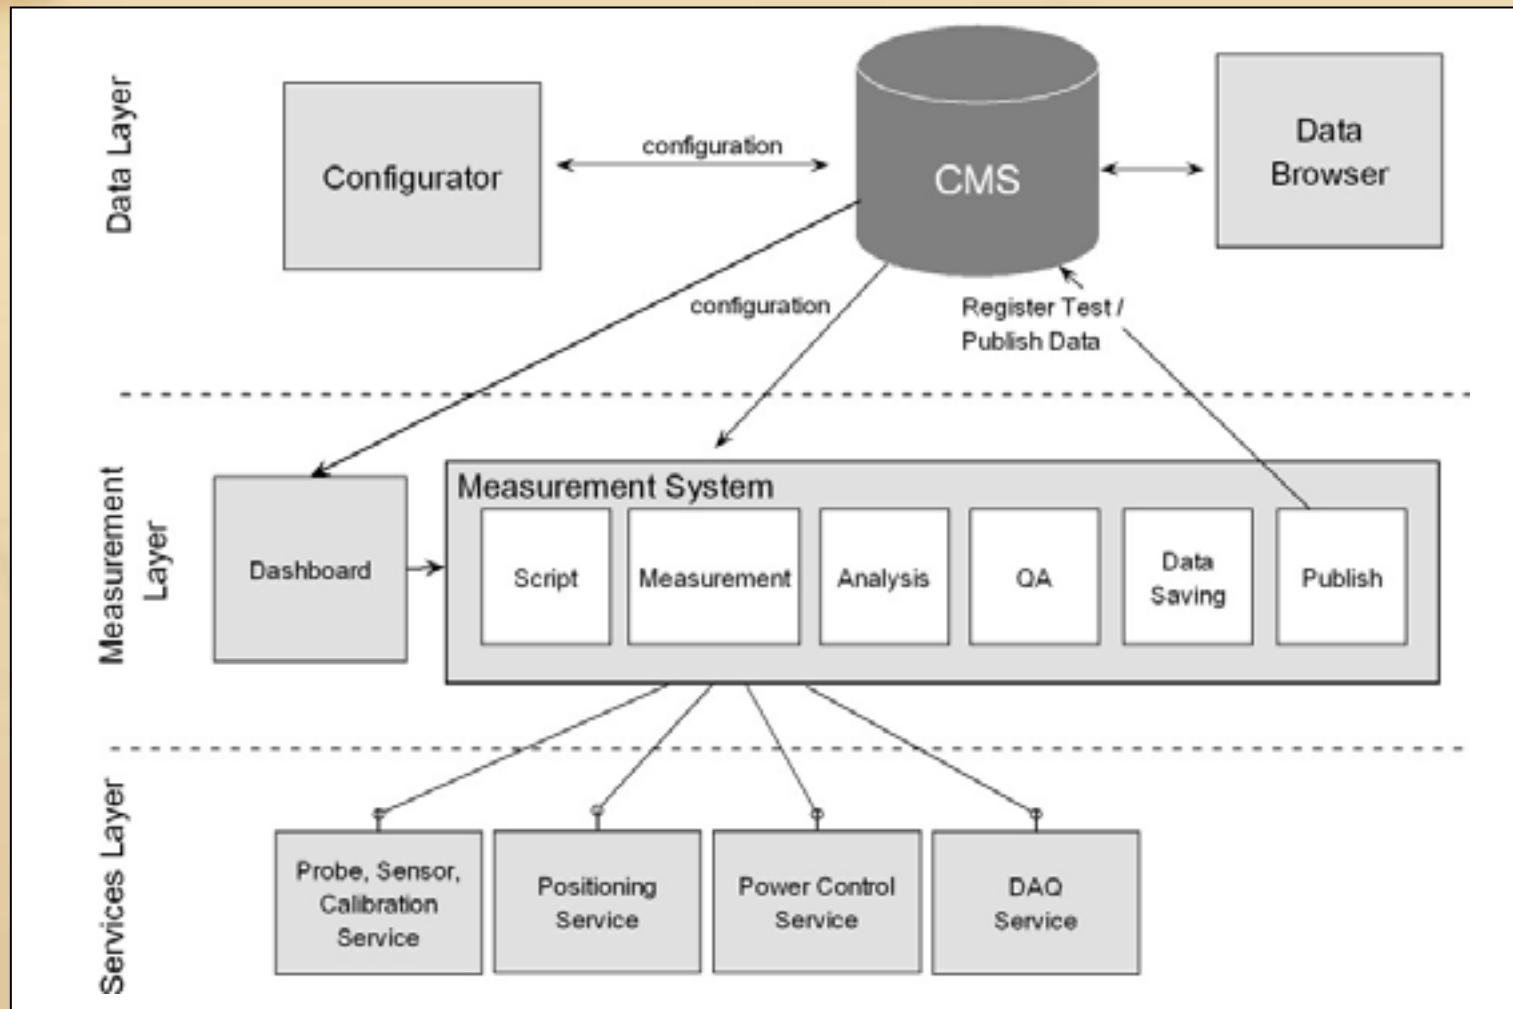 Data Layer
Configurator
configuration
CMS
Data
Browser
configuration
Register Test /
Publish Data
Measurement
Layer
Dashboard
Measurement System
Script
Measurement
Analysis
QA
Data
Saving
Publish
Services Layer
Probe, Sensor,
Calibration
Service
Positioning
Service
Power Control
Service
DAQ
Service